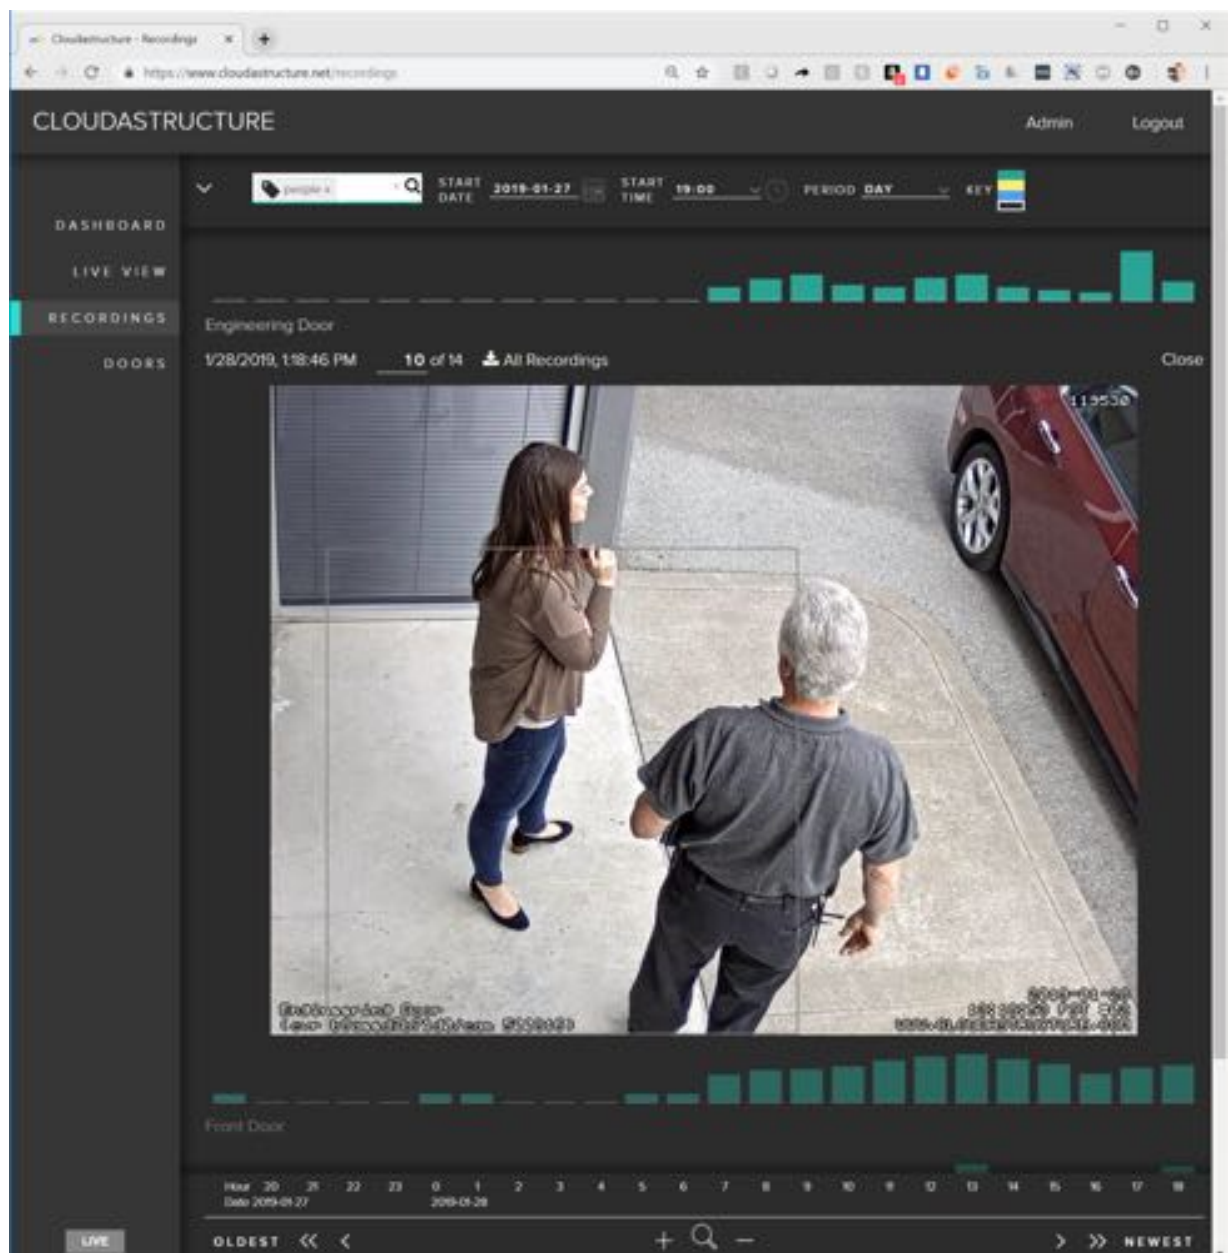 Cloudastructure - Recordings
https://www.cloudastructure.net/recordings
CLOUDASTRUCTURE
Admin
Logout
people x
START DATE 2019-01-27
START TIME 19:00
PERIOD DAY
KEY
DASHBOARD
LIVE VIEW
RECORDINGS
DOORS
Engineering Door
1/28/2019, 1:18:46 PM 10 of 14 All Recordings
Close
119530
Engineering Door
Front Door
Hour 20 21 22 23 0 1 2 3 4 5 6 7 8 9 10 11 12 13 14 15 16 17 18
Date 2019-01-27 2019-01-28
LIVE
OLDEST << < + − > >> NEWEST